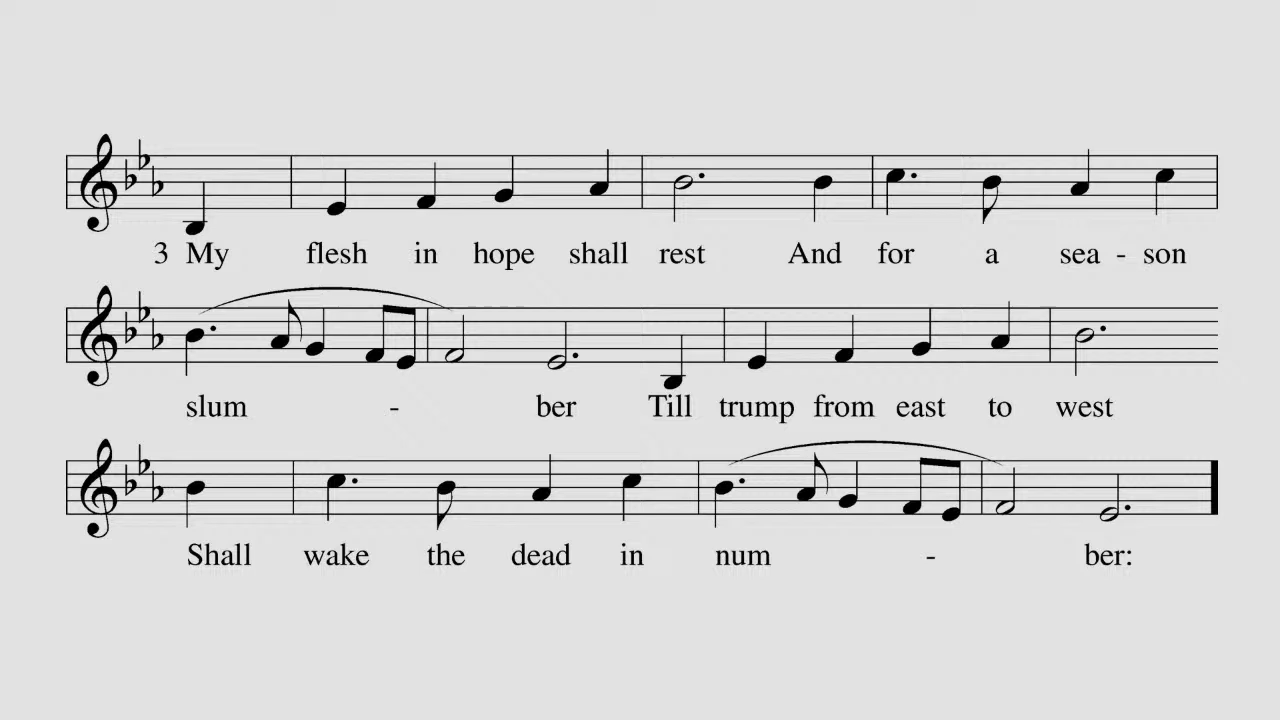 3 My flesh in hope shall rest And for a sea - son
slum - ber Till trump from east to west
Shall wake the dead in num - ber: